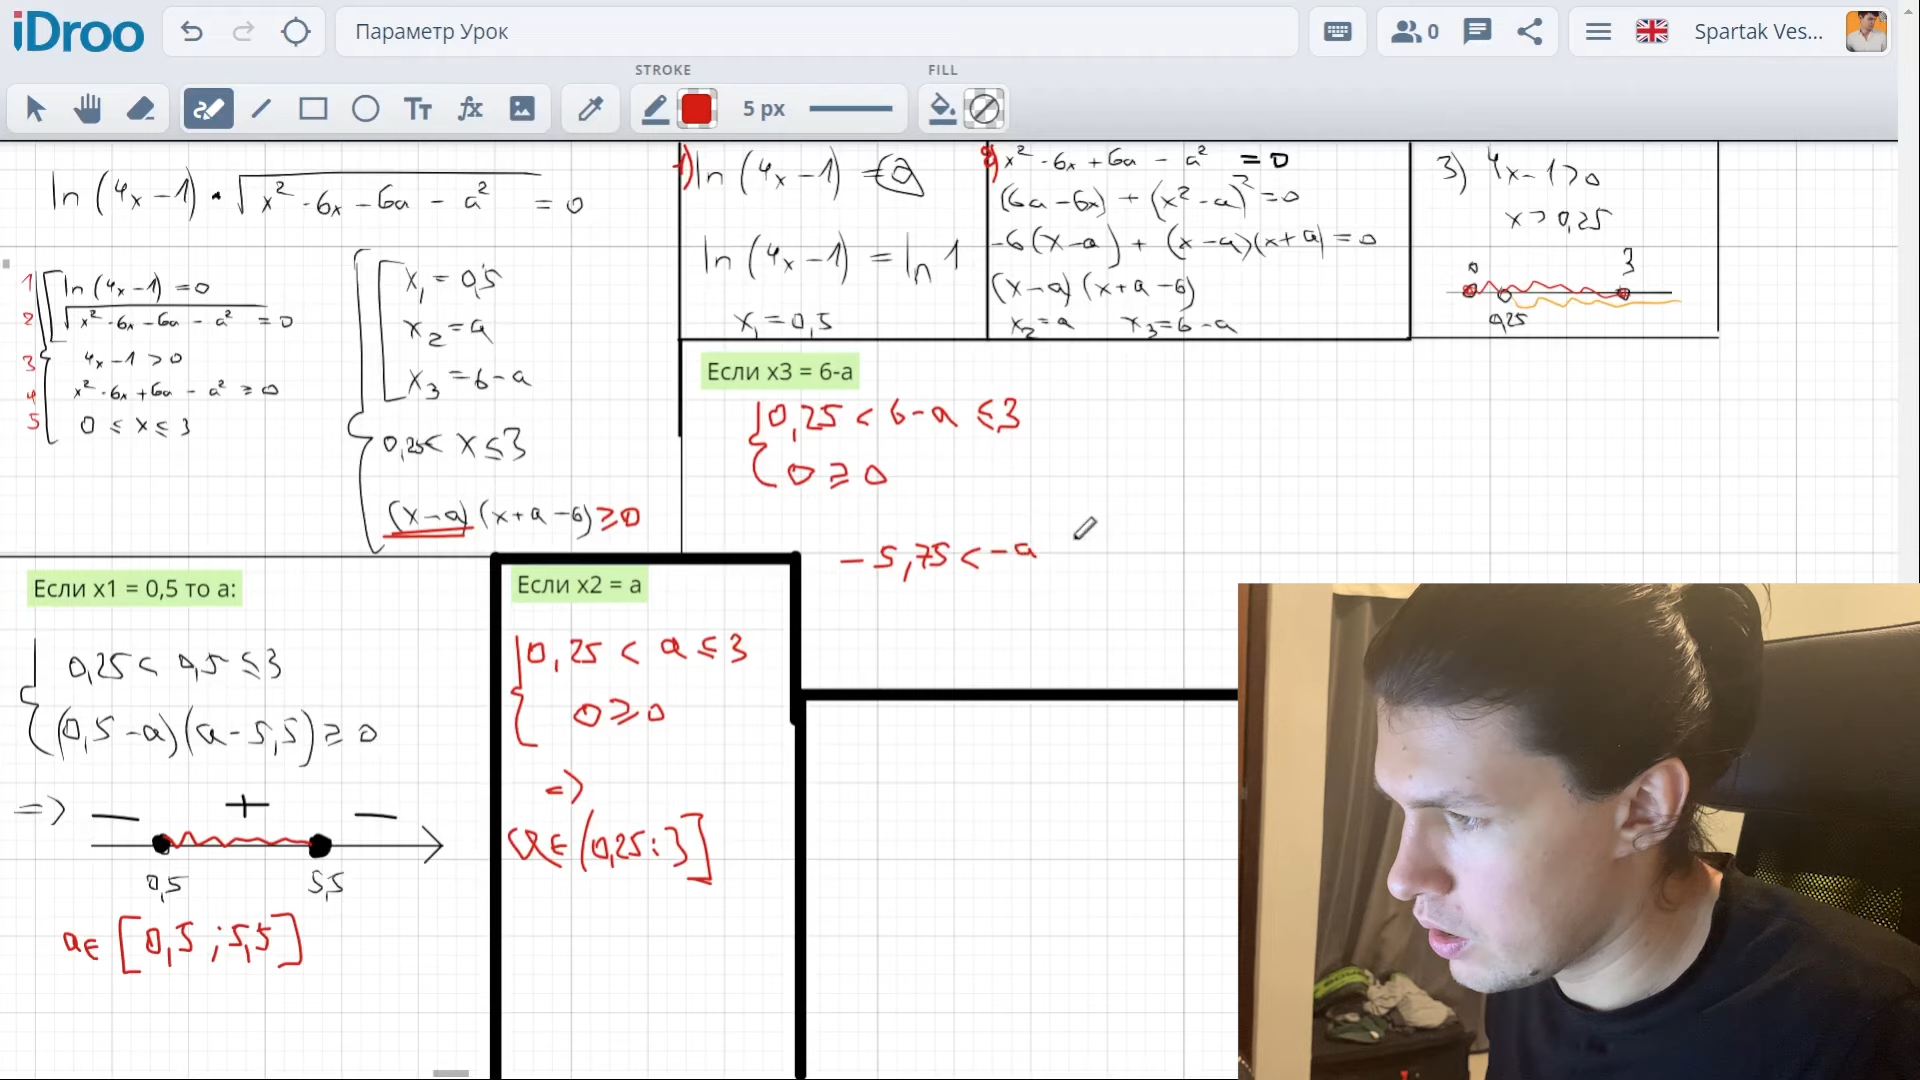 iDroo
Параметр Урок
0
Spartak Ves...
STROKE
FILL
Tт
fx
5 px
ln (4x-1) · √(x² - 6x - 6a - a²) = 0
1 ln (4x-1) = 0
2 √(x² - 6x - 6a - a²) = 0
3 4x-1 > 0
4 x² - 6x + 6a - a² ≥ 0
5 0 ≤ x ≤ 3
x₁ = 0,5
x₂ = a
x₃ = 6-a
0,25 < x ≤ 3
(x-a) (x+a-6) ≥ 0
1) ln (4x-1) = 0
ln (4x-1) = ln 1
x₁ = 0,5
2) x² - 6x + 6a - a² = 0
(6a-6x) + (x²-a)² = 0
-6(x-a) + (x-a)(x+a) = 0
(x-a)(x+a-6)
x₂=a x₃=6-a
3) 4x-1 > 0
x > 0,25
0 3
0,25
Если x3 = 6-a
0,25 < 6-a ≤ 3
0 ≥ 0
-5,75 < -a
Если x1 = 0,5 то a:
0,25 < 0,5 ≤ 3
(0,5-a)(a-5,5) ≥ 0
=> — + —
0,5 5,5
a∈ [0,5 ; 5,5]
Если x2 = a
0,25 < a ≤ 3
0 ≥ 0
=>
a∈(0,25 ; 3]